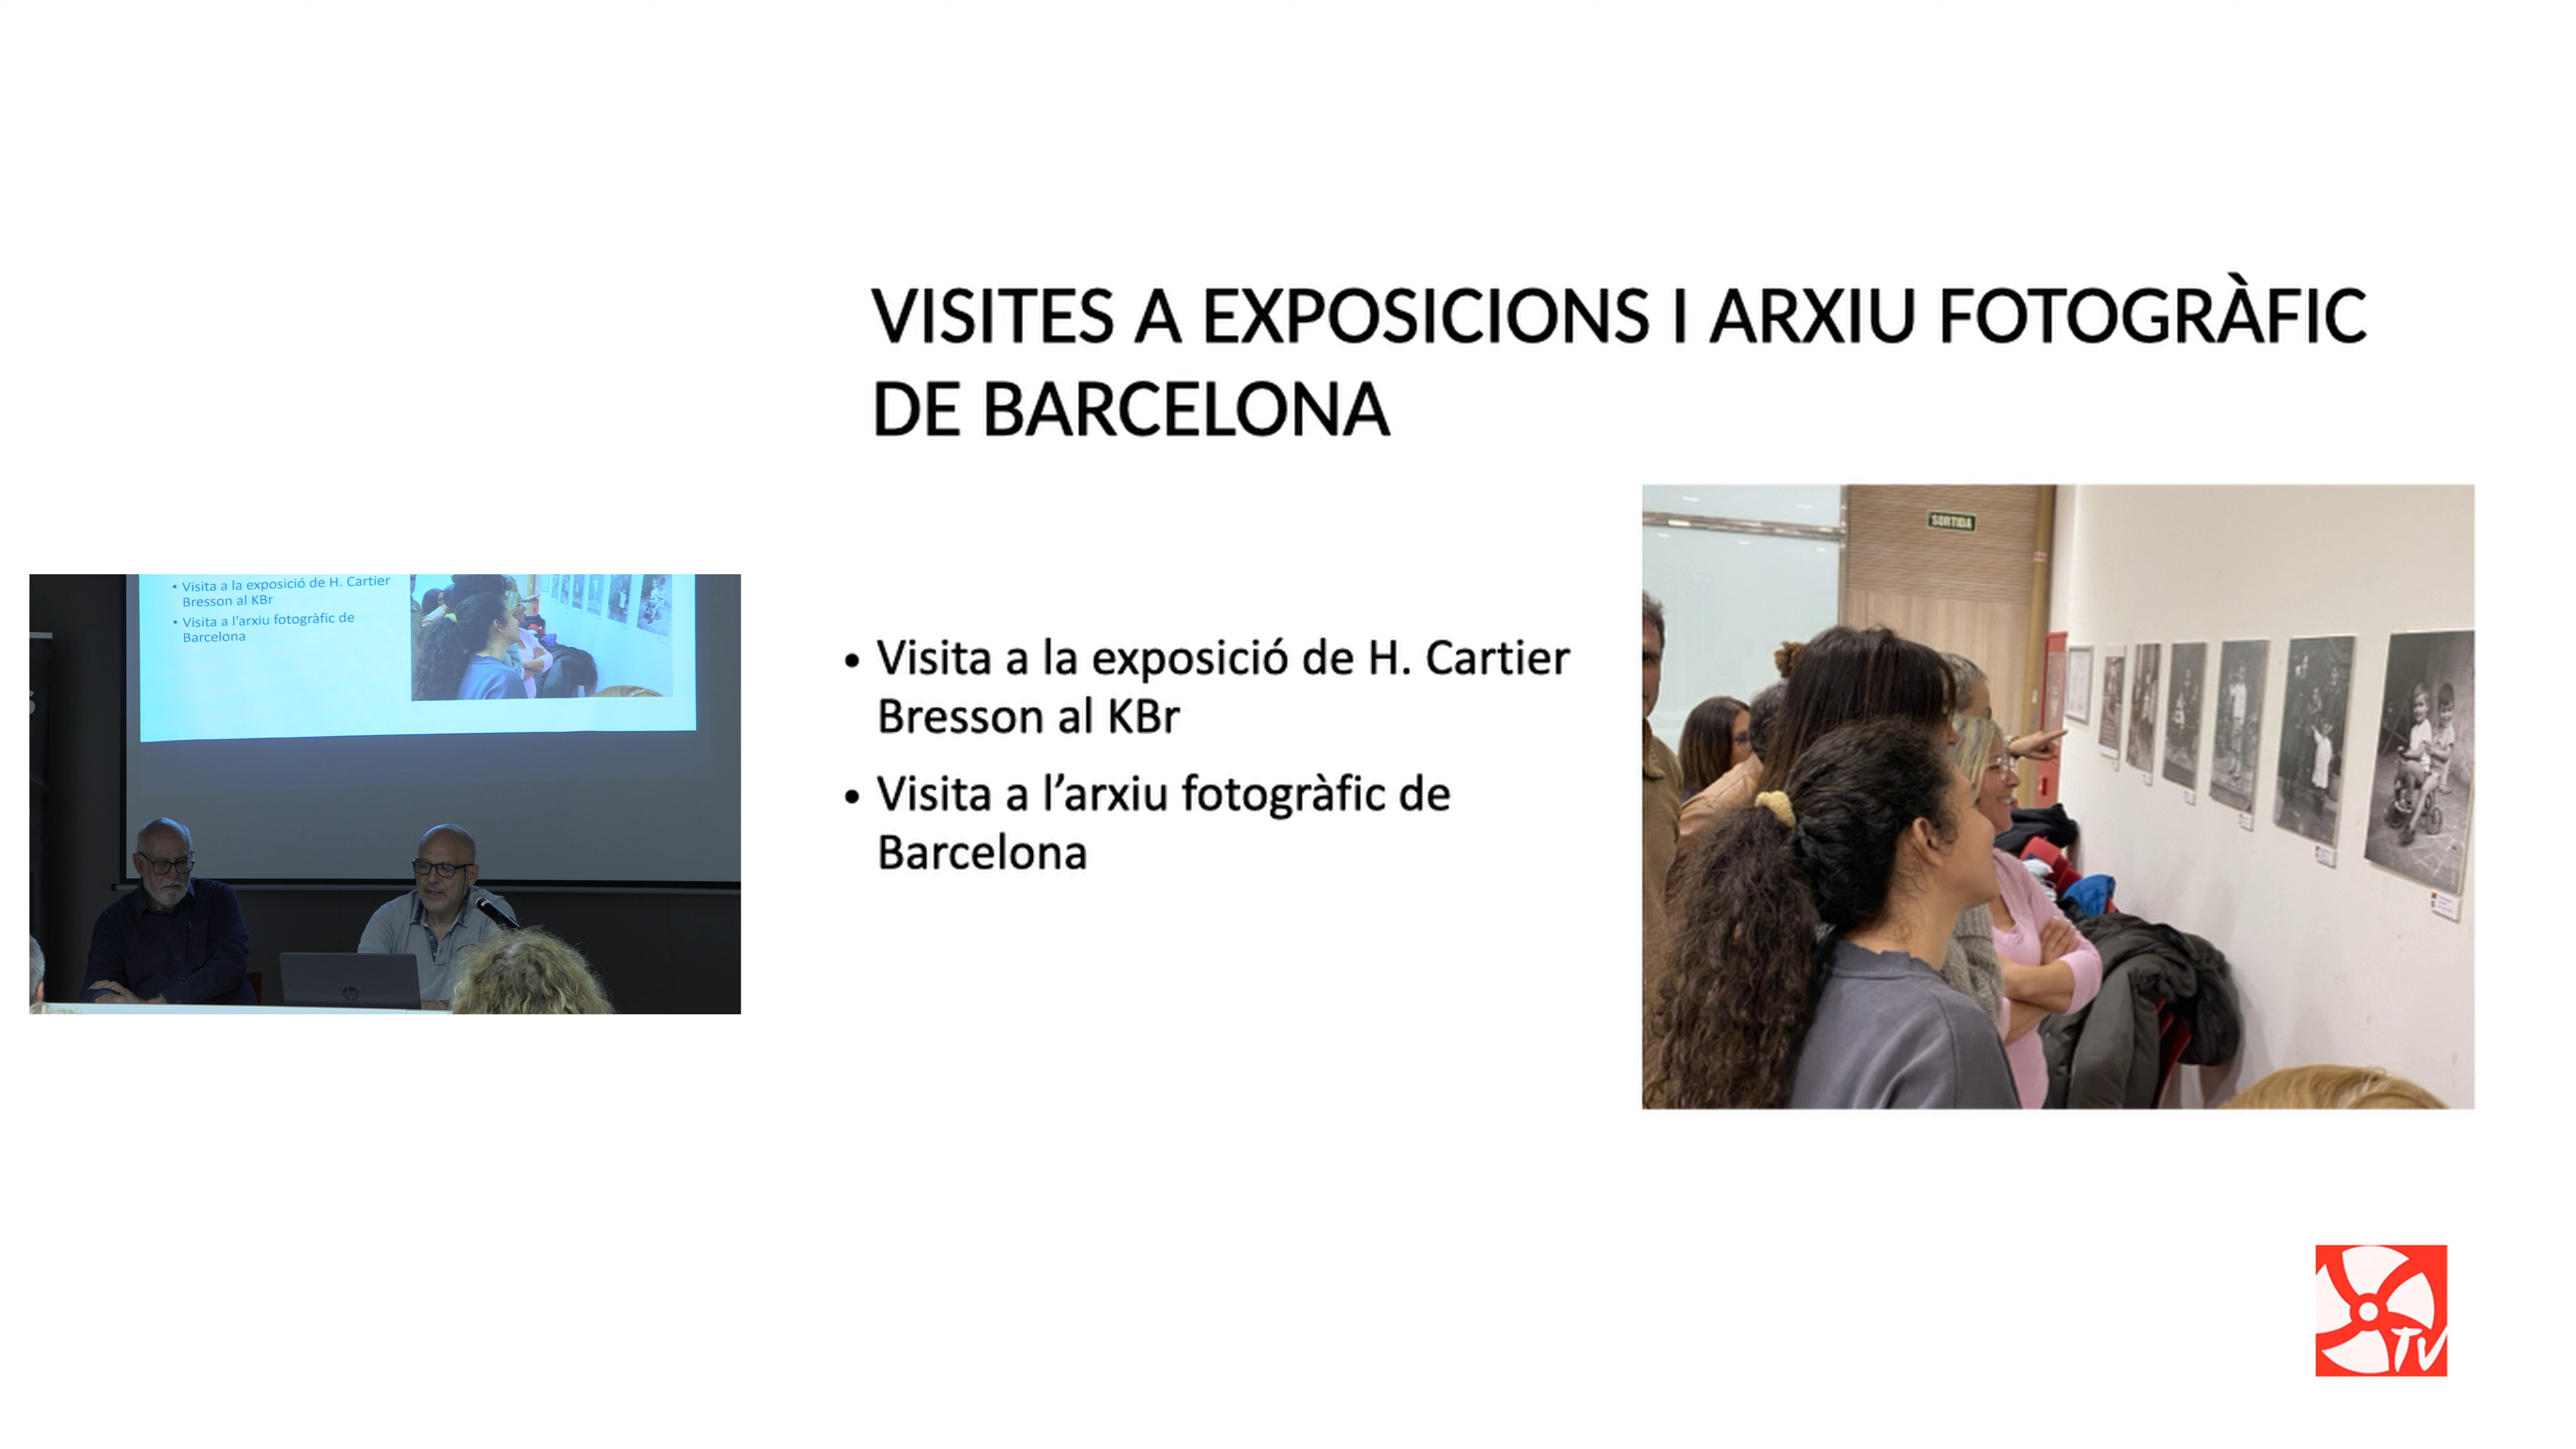 VISITES A EXPOSICIONS I ARXIU FOTOGRÀFIC
DE BARCELONA
• Visita a la exposició de H. Cartier
Bresson al KBr
• Visita a l’arxiu fotogràfic de
Barcelona
• Visita a la exposició de H. Cartier
Bresson al KBr
• Visita a l’arxiu fotogràfic de
Barcelona
SORTIDA
hp
TV